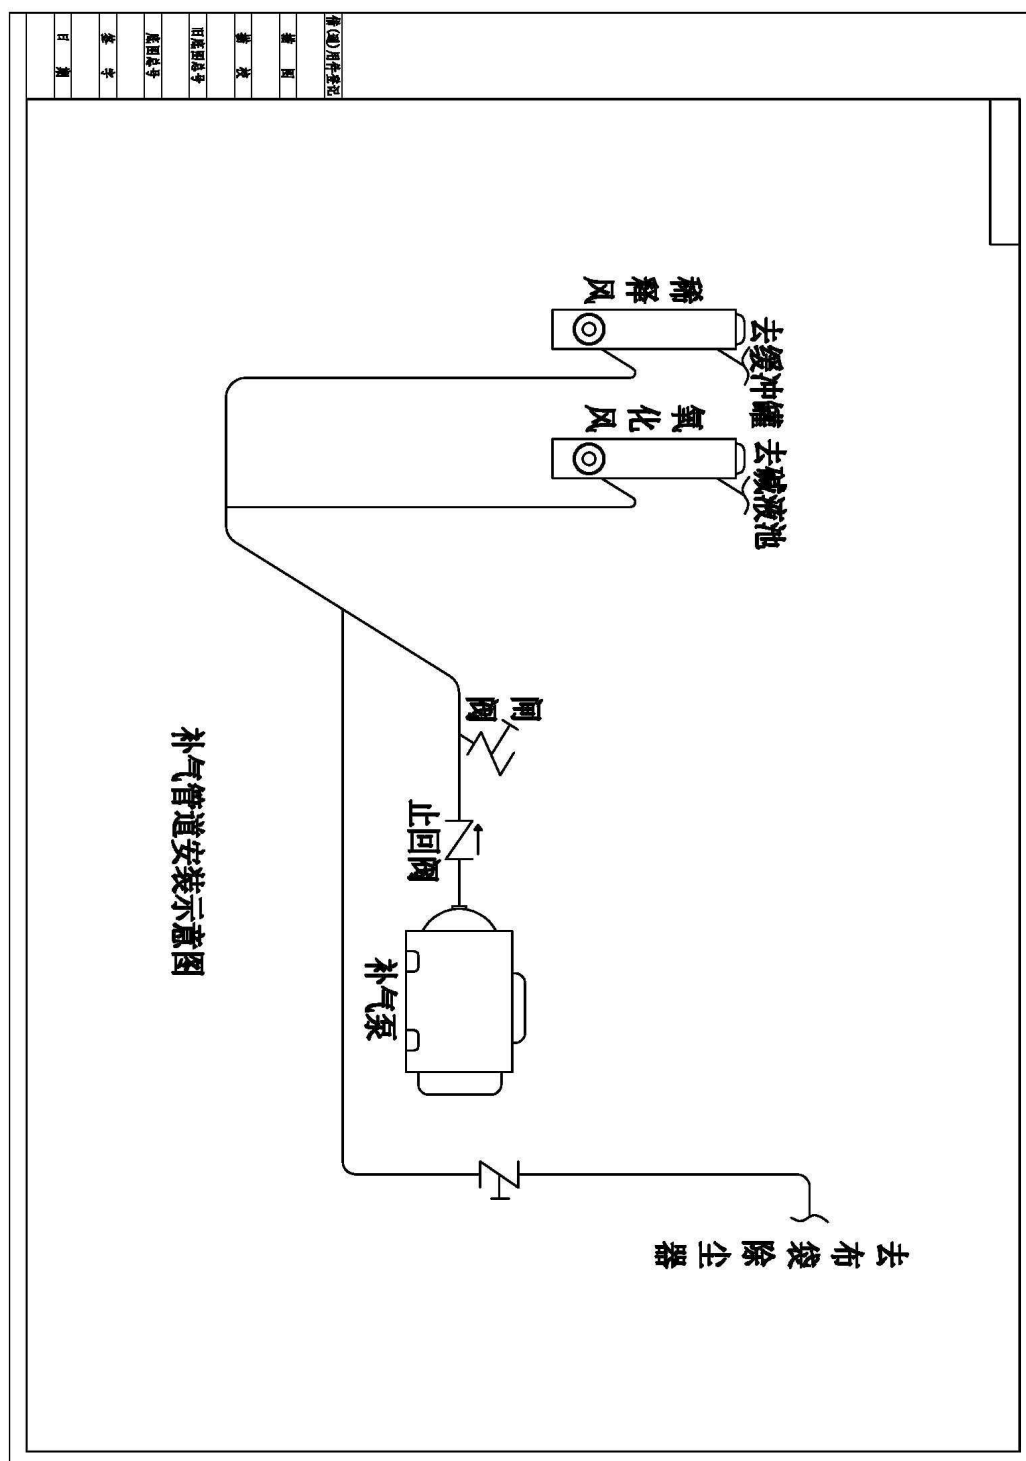 借(通)用件登记
描 图
描 校
旧底图总号
底图总号
签 字
日 期
稀释风
去缓冲罐
氧化风
去碱液池
闸阀
止回阀
补气泵
去布袋除尘器
补气管道安装示意图